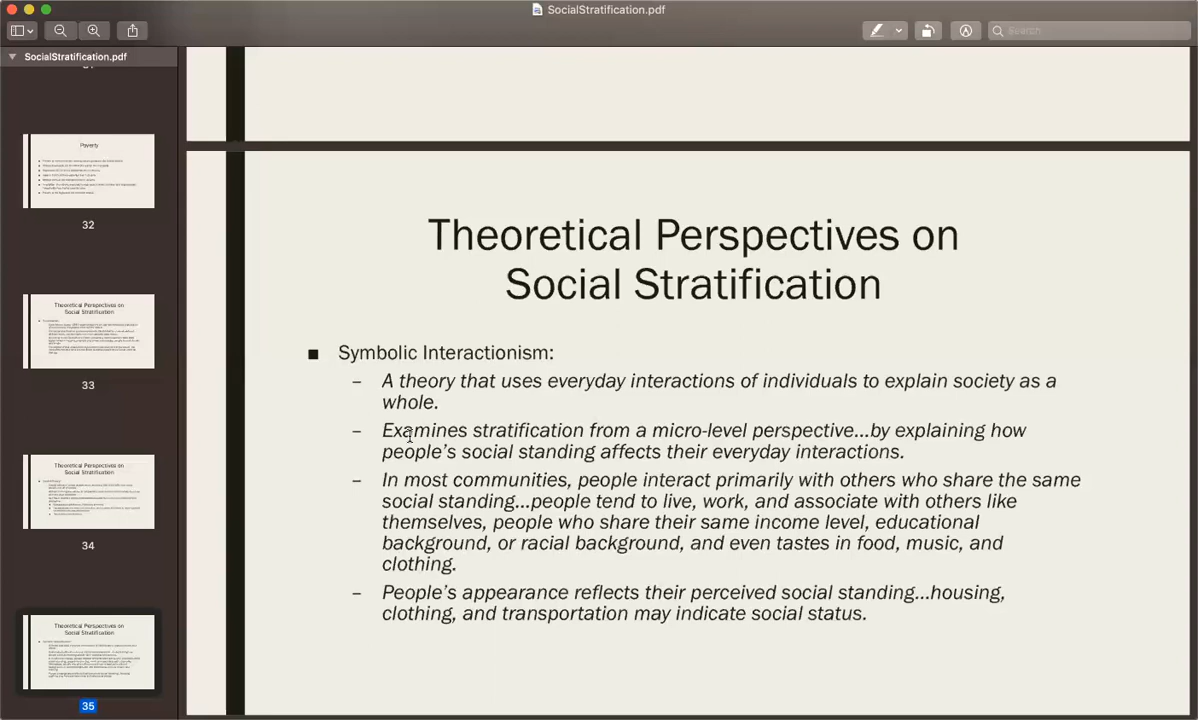 SocialStratification.pdf
Search
SocialStratification.pdf
Poverty
32
Theoretical Perspectives on
Social Stratification
33
Theoretical Perspectives on
Social Stratification
34
Theoretical Perspectives on
Social Stratification
35
Theoretical Perspectives on
Social Stratification
■ Symbolic Interactionism:
– A theory that uses everyday interactions of individuals to explain society as a
whole.
– Examines stratification from a micro-level perspective...by explaining how
people's social standing affects their everyday interactions.
– In most communities, people interact primarily with others who share the same
social standing...people tend to live, work, and associate with others like
themselves, people who share their same income level, educational
background, or racial background, and even tastes in food, music, and
clothing.
– People's appearance reflects their perceived social standing...housing,
clothing, and transportation may indicate social status.